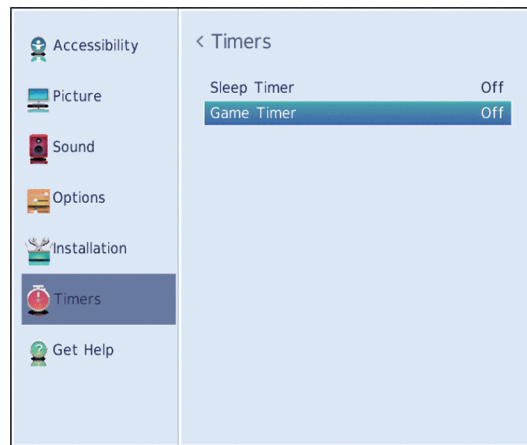 Accessibility
Picture
Sound
Options
Installation
Timers
Get Help
< Timers
Sleep Timer Off
Game Timer Off